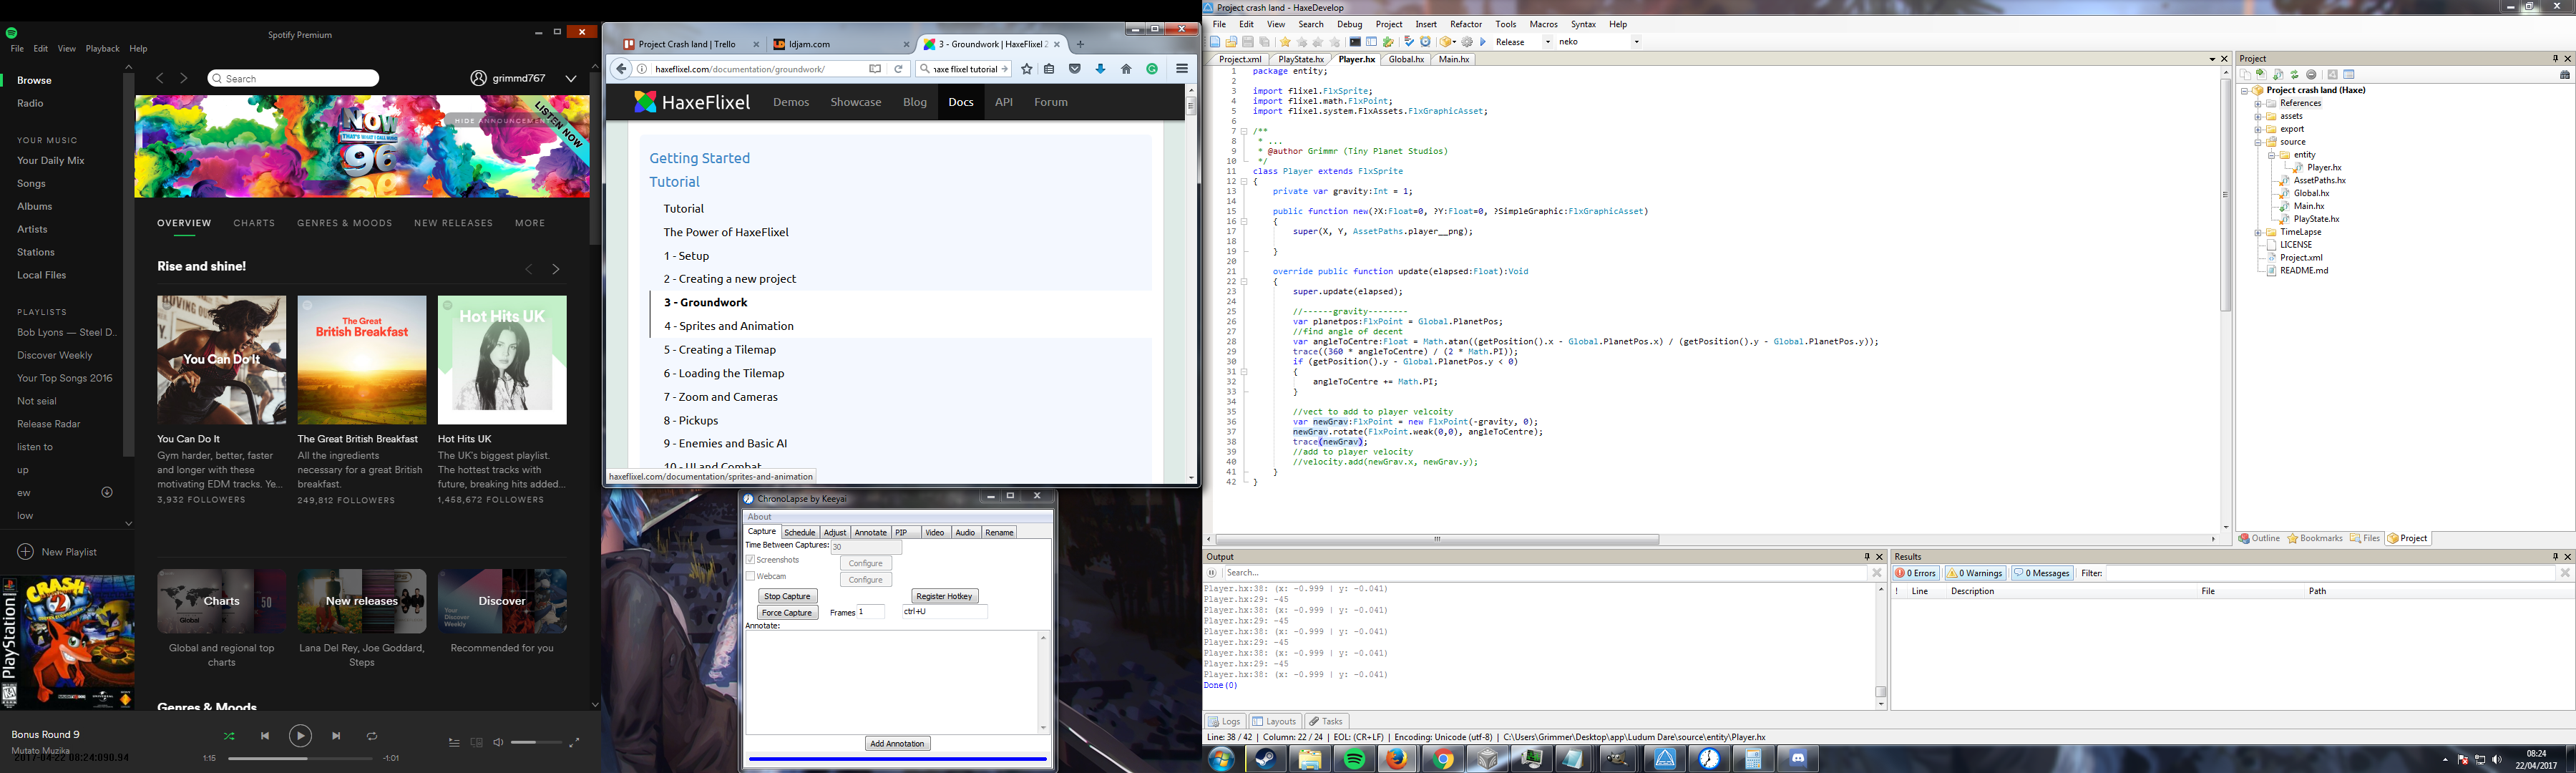 Spotify Premium
File Edit View Playback Help
Browse
Radio
YOUR MUSIC
Your Daily Mix
Songs
Albums
Artists
Stations
Local Files
PLAYLISTS
Bob Lyons — Steel D..
Discover Weekly
Your Top Songs 2016
Not seial
Release Radar
listen to
up
ew
low
New Playlist
PlayStation
CRASH
2
Search
grimmd767
HIDE ANNOUNCEMENTS
LISTEN NOW
NOW
THAT'S WHAT I CALL MUSIC
96
OVERVIEW CHARTS GENRES & MOODS NEW RELEASES MORE
Rise and shine!
You Can Do It
The Great
British Breakfast
Hot Hits UK
You Can Do It
Gym harder, better, faster
and longer with these
motivating EDM tracks. Ye...
3,932 FOLLOWERS
The Great British Breakfast
All the ingredients
necessary for a great British
breakfast.
249,812 FOLLOWERS
Hot Hits UK
The UK's biggest playlist.
The hottest tracks with
future, breaking hits added...
1,458,672 FOLLOWERS
Charts
Global and regional top
charts
New releases
Lana Del Rey, Joe Goddard,
Steps
Discover
Recommended for you
Genres & Moods
Bonus Round 9
Mutato Muzika
2017-04-22 08:24:090.94
1:15
-1:01
Project Crash land | Trello
ldjam.com
3 - Groundwork | HaxeFlixel 2
haxeflixel.com/documentation/groundwork/
haxe flixel tutorial
HaxeFlixel Demos Showcase Blog Docs API Forum
Getting Started
Tutorial
Tutorial
The Power of HaxeFlixel
1 - Setup
2 - Creating a new project
3 - Groundwork
4 - Sprites and Animation
5 - Creating a Tilemap
6 - Loading the Tilemap
7 - Zoom and Cameras
8 - Pickups
9 - Enemies and Basic AI
10 - UI and Combat
haxeflixel.com/documentation/sprites-and-animation
ChronoLapse by Keeyai
About
Capture Schedule Adjust Annotate PIP Video Audio Rename
Time Between Captures: 30
Screenshots Configure
Webcam Configure
Stop Capture Register Hotkey
Force Capture Frames 1 ctrl+U
Annotate:
Add Annotation
Project crash land - HaxeDevelop
File Edit View Search Debug Project Insert Refactor Tools Macros Syntax Help
Release neko
Project.xml PlayState.hx Player.hx Global.hx Main.hx
1 package entity;
2
3 import flixel.FlxSprite;
4 import flixel.math.FlxPoint;
5 import flixel.system.FlxAssets.FlxGraphicAsset;
6
7 /**
8 * ...
9 * @author Grimmr (Tiny Planet Studios)
10 */
11 class Player extends FlxSprite
12 {
13 private var gravity:Int = 1;
14
15 public function new(?X:Float=0, ?Y:Float=0, ?SimpleGraphic:FlxGraphicAsset)
16 {
17 super(X, Y, AssetPaths.player__png);
18
19 }
20
21 override public function update(elapsed:Float):Void
22 {
23 super.update(elapsed);
24
25 //------gravity--------
26 var planetpos:FlxPoint = Global.PlanetPos;
27 //find angle of decent
28 var angleToCentre:Float = Math.atan((getPosition().x - Global.PlanetPos.x) / (getPosition().y - Global.PlanetPos.y));
29 trace((360 * angleToCentre) / (2 * Math.PI));
30 if (getPosition().y - Global.PlanetPos.y < 0)
31 {
32 angleToCentre += Math.PI;
33 }
34
35 //vect to add to player velcoity
36 var newGrav:FlxPoint = new FlxPoint(-gravity, 0);
37 newGrav.rotate(FlxPoint.weak(0,0), angleToCentre);
38 trace(newGrav);
39 //add to player velocity
40 //velocity.add(newGrav.x, newGrav.y);
41 }
42 }
Project
Project crash land (Haxe)
References
assets
export
source
entity
Player.hx
AssetPaths.hx
Global.hx
Main.hx
PlayState.hx
TimeLapse
LICENSE
Project.xml
README.md
Outline Bookmarks Files Project
Output
Search...
Player.hx:38: (x: -0.999 | y: -0.041)
Player.hx:29: -45
Player.hx:38: (x: -0.999 | y: -0.041)
Player.hx:29: -45
Player.hx:38: (x: -0.999 | y: -0.041)
Player.hx:29: -45
Player.hx:38: (x: -0.999 | y: -0.041)
Player.hx:29: -45
Player.hx:38: (x: -0.999 | y: -0.041)
Done(0)
Logs Layouts Tasks
Results
0 Errors 0 Warnings 0 Messages Filter:
! Line Description File Path
Line: 38 / 42 | Column: 22 / 24 | EOL: (CR+LF) | Encoding: Unicode (utf-8) | C:\Users\Grimmer\Desktop\app\Ludum Dare\source\entity\Player.hx
08:24
22/04/2017